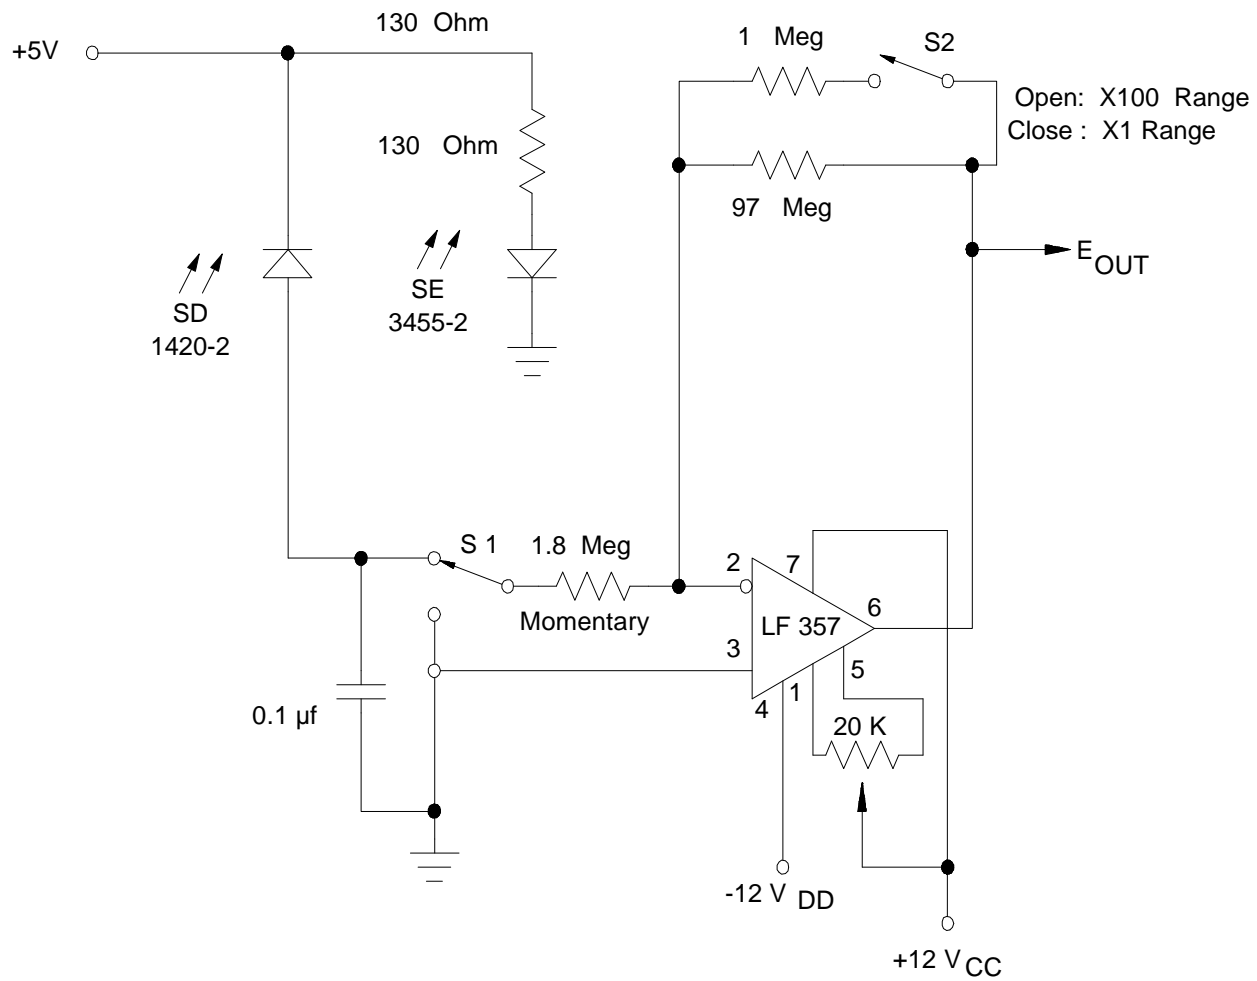 130 Ohm
+5V
1 Meg
S2
Open: X100 Range
Close : X1 Range
130 Ohm
97 Meg
SE
3455-2
SD
1420-2
E OUT
S 1
1.8 Meg
Momentary
2
7
6
LF 357
3
5
1
4
20 K
0.1 µf
-12 V DD
+12 V CC